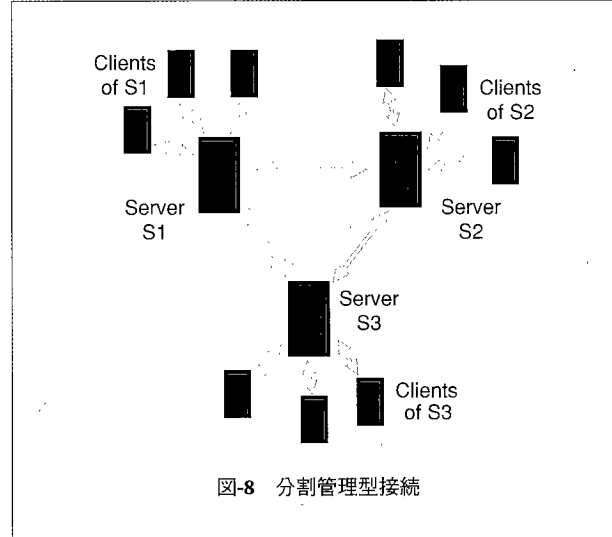 Clients
of S1
Clients
of S2
Server
S1
Server
S2
Server
S3
Clients
of S3
図-8 分割管理型接続